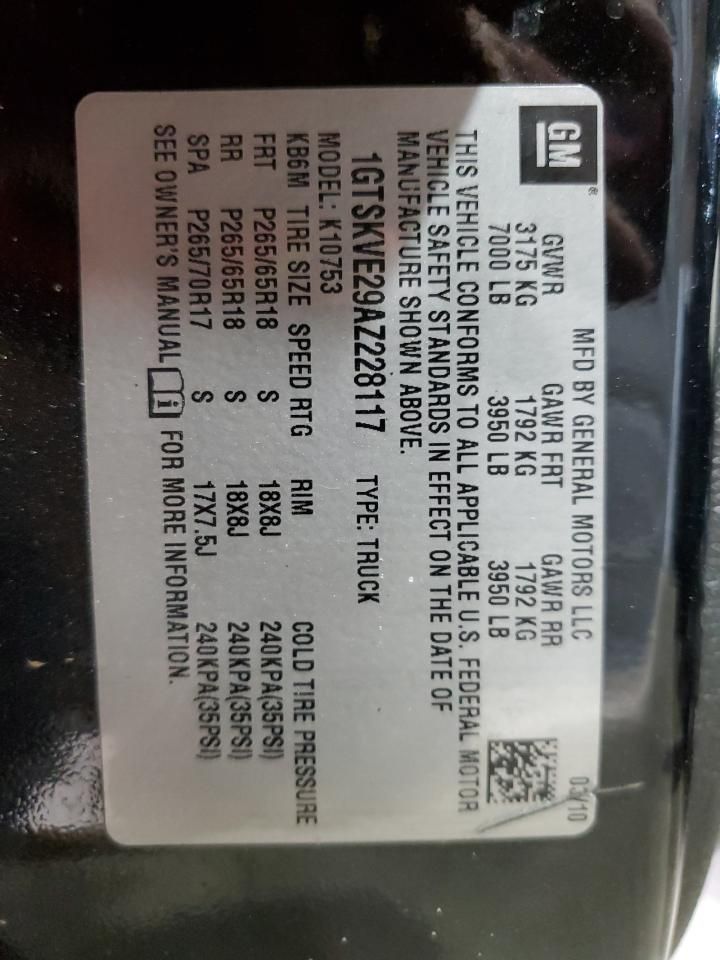 GM®
MFD BY GENERAL MOTORS LLC 03/10
GVWR GAWR FRT GAWR RR
3175 KG 1792 KG 1792 KG
7000 LB 3950 LB 3950 LB
THIS VEHICLE CONFORMS TO ALL APPLICABLE U.S. FEDERAL MOTOR
VEHICLE SAFETY STANDARDS IN EFFECT ON THE DATE OF
MANUFACTURE SHOWN ABOVE.
1GTSKVE29AZ228117 TYPE: TRUCK
MODEL: K10753
KB6M TIRE SIZE SPEED RTG RIM COLD TIRE PRESSURE
FRT P265/65R18 S 18X8J 240KPA(35PSI)
RR P265/65R18 S 18X8J 240KPA(35PSI)
SPA P265/70R17 S 17X7.5J 240KPA(35PSI)
SEE OWNER'S MANUAL FOR MORE INFORMATION.